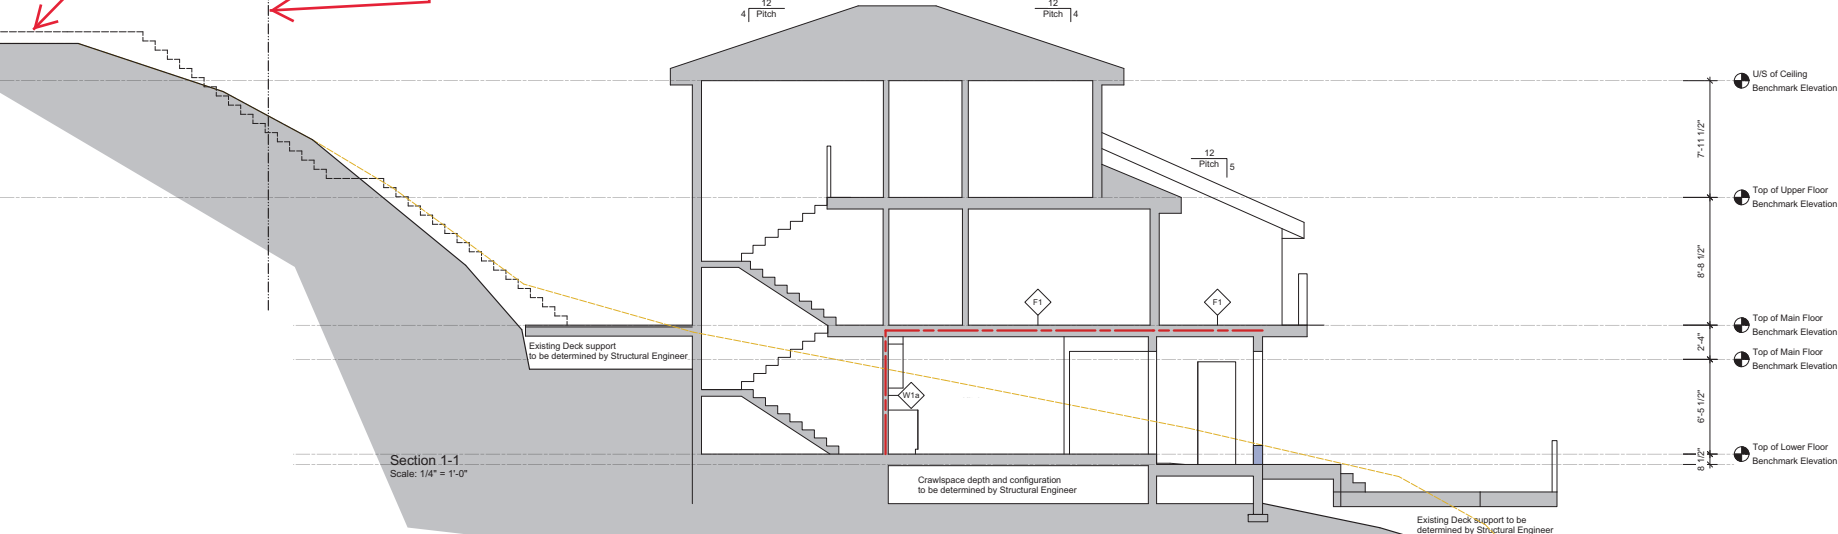 12
4 Pitch
12
Pitch 4
U/S of Ceiling
Benchmark Elevation
7'-11 1/2"
12
Pitch 5
Top of Upper Floor
Benchmark Elevation
8'-8 1/2"
F1
F1
Top of Main Floor
Benchmark Elevation
2'-4"
Existing Deck support
to be determined by Structural Engineer
Top of Main Floor
Benchmark Elevation
W1a
6'-5 1/2"
Top of Lower Floor
Benchmark Elevation
8 1/2"
Section 1-1
Scale: 1/4" = 1'-0"
Crawlspace depth and configuration
to be determined by Structural Engineer
Existing Deck support to be
determined by Structural Engineer